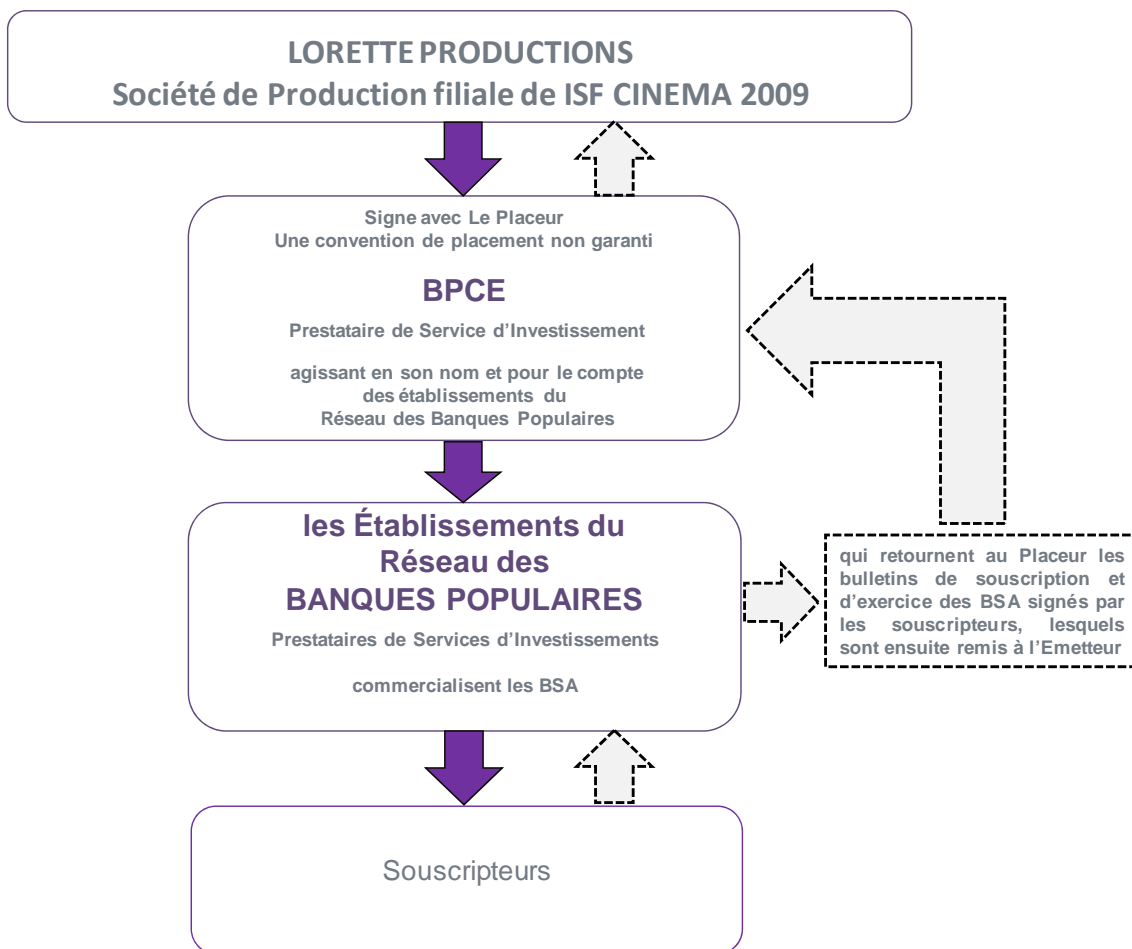 LORETTE PRODUCTIONS
Société de Production filiale de ISF CINEMA 2009
Signe avec Le Placeur
Une convention de placement non garanti
BPCE
Prestataire de Service d’Investissement
agissant en son nom et pour le compte
des établissements du
Réseau des Banques Populaires
les Établissements du
Réseau des
BANQUES POPULAIRES
Prestataires de Services d’Investissements
commercialisent les BSA
qui retournent au Placeur les
bulletins de souscription et
d’exercice des BSA signés par
les souscripteurs, lesquels
sont ensuite remis à l’Emetteur
Souscripteurs